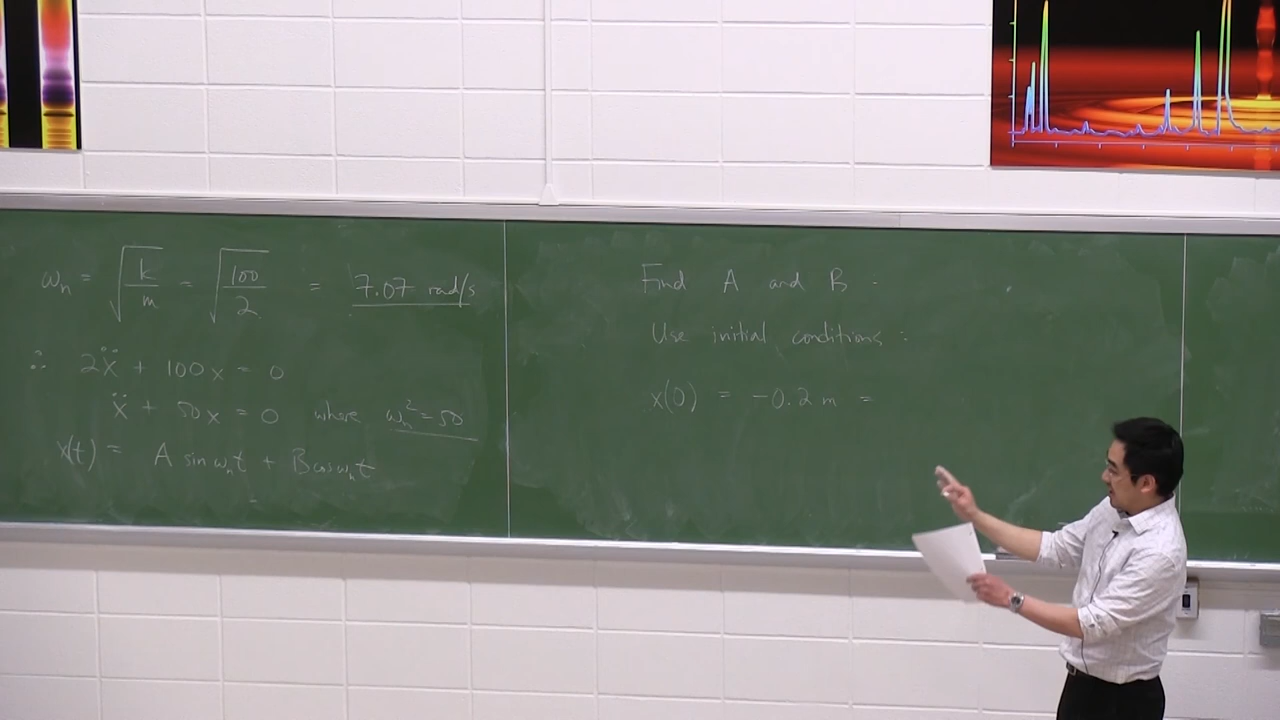 ωₙ = √(k/m) = √(100/2) = 7.07 rad/s
∴ 2ẍ + 100x = 0
ẍ + 50x = 0 where ωₙ² = 50
x(t) = A sin ωₙt + B cos ωₙt
Find A and B.
Use initial conditions:
x(0) = -0.2 m =